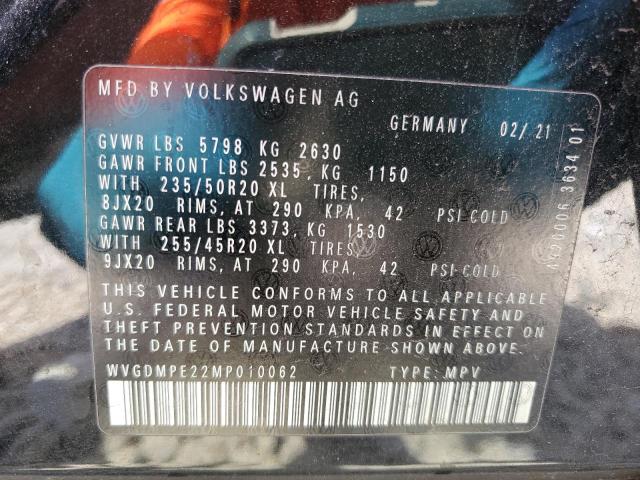 MFD BY VOLKSWAGEN AG
GERMANY 02/21
GVWR LBS 5798 KG 2630
GAWR FRONT LBS 2535, KG 1150
WITH 235/50R20 XL TIRES,
8JX20 RIMS, AT 290 KPA, 42 PSI-COLD
GAWR REAR LBS 3373, KG 1530
WITH 255/45R20 XL TIRES,
9JX20 RIMS, AT 290 KPA, 42 PSI-COLD
THIS VEHICLE CONFORMS TO ALL APPLICABLE
U.S. FEDERAL MOTOR VEHICLE SAFETY AND
THEFT PREVENTION STANDARDS IN EFFECT ON
THE DATE OF MANUFACTURE SHOWN ABOVE.
WVGDMPE22MP010062 TYPE: MPV
3634 01